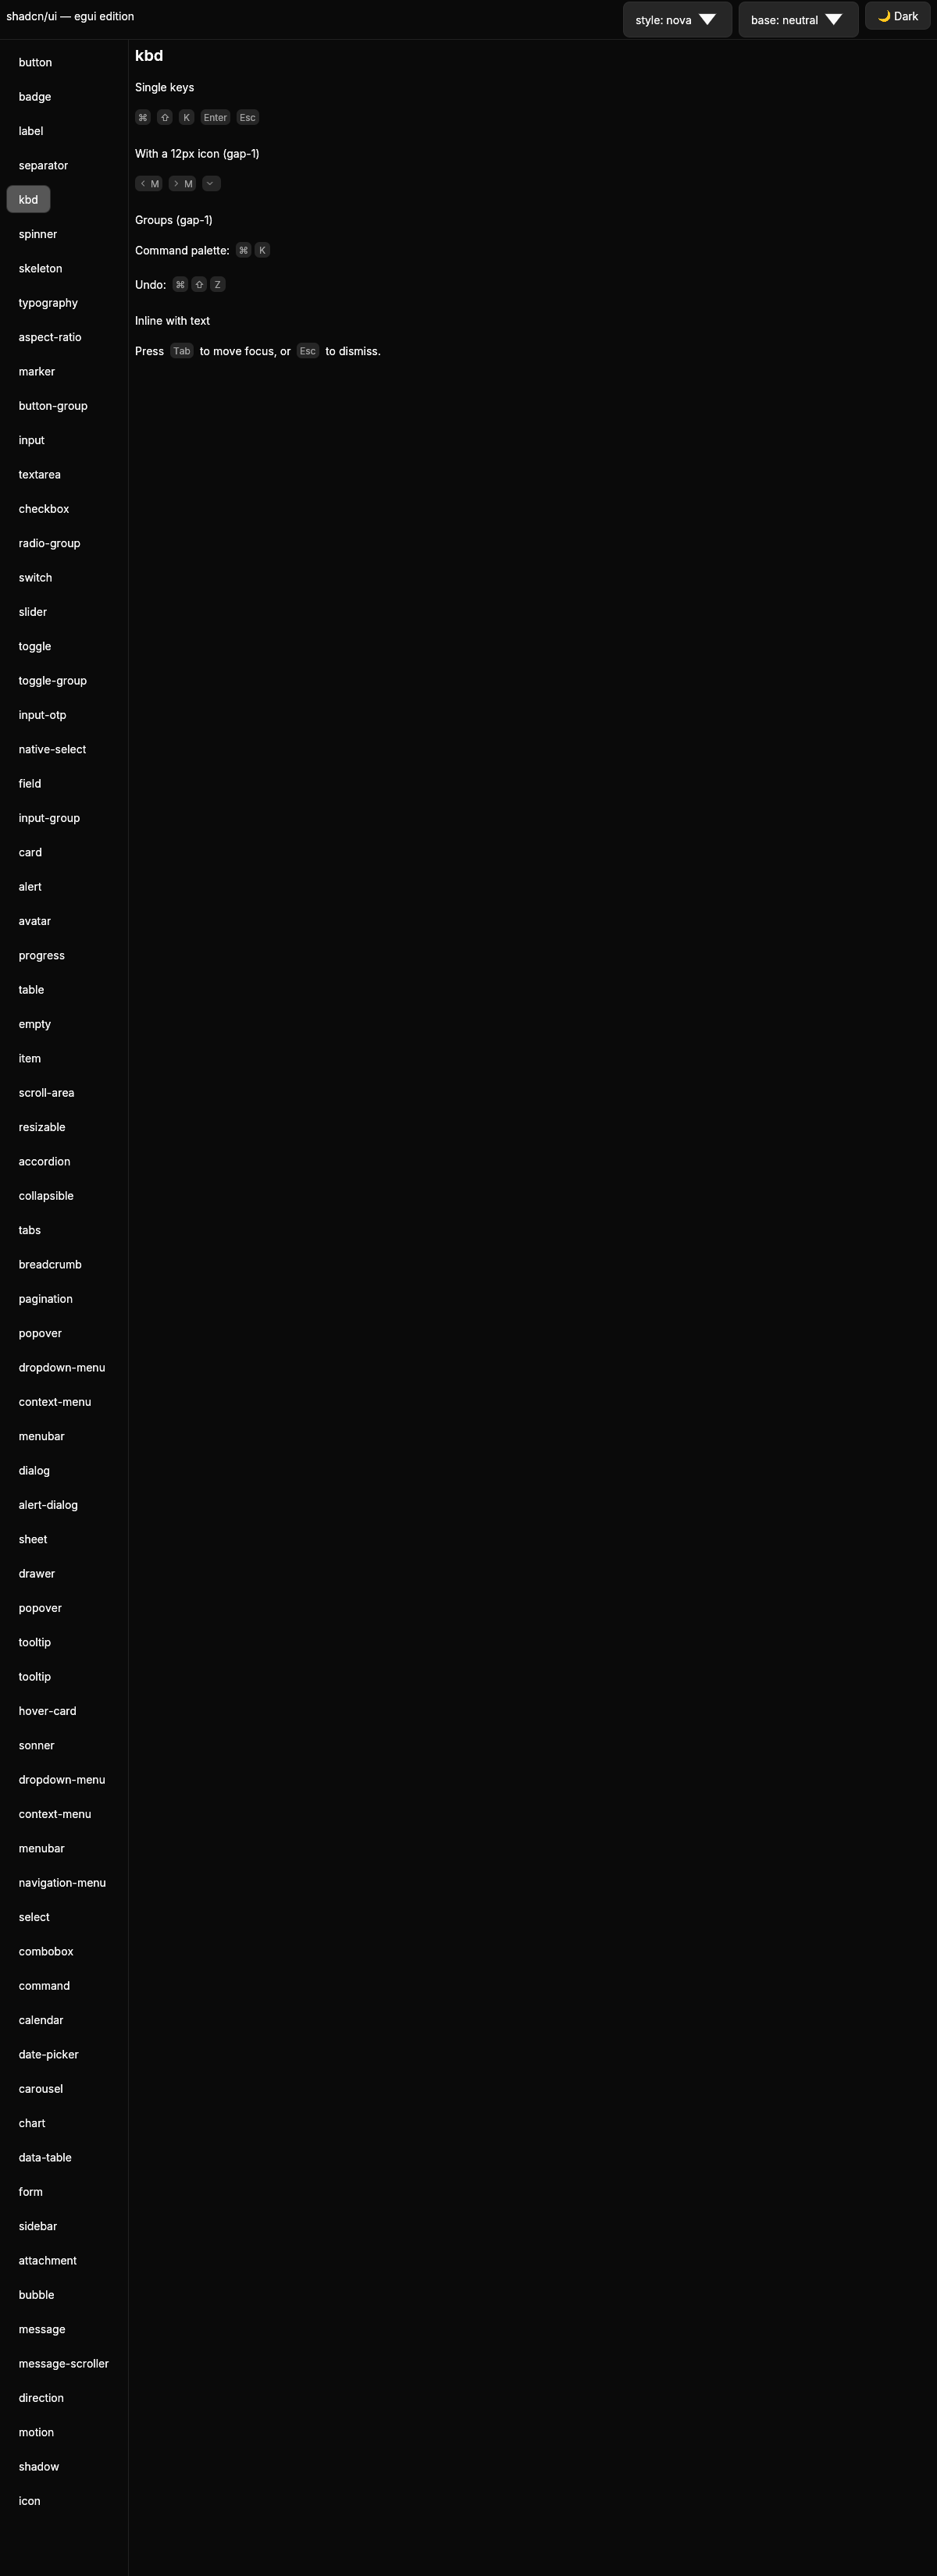 shadcn/ui — egui edition
style: nova
base: neutral
🌙 Dark
button
badge
label
separator
kbd
spinner
skeleton
typography
aspect-ratio
marker
button-group
input
textarea
checkbox
radio-group
switch
slider
toggle
toggle-group
input-otp
native-select
field
input-group
card
alert
avatar
progress
table
empty
item
scroll-area
resizable
accordion
collapsible
tabs
breadcrumb
pagination
popover
dropdown-menu
context-menu
menubar
dialog
alert-dialog
sheet
drawer
popover
tooltip
tooltip
hover-card
sonner
dropdown-menu
context-menu
menubar
navigation-menu
select
combobox
command
calendar
date-picker
carousel
chart
data-table
form
sidebar
attachment
bubble
message
message-scroller
direction
motion
shadow
icon
kbd
Single keys
⌘ ⇧ K Enter Esc
With a 12px icon (gap-1)
M M
Groups (gap-1)
Command palette: ⌘ K
Undo: ⌘ ⇧ Z
Inline with text
Press Tab to move focus, or Esc to dismiss.